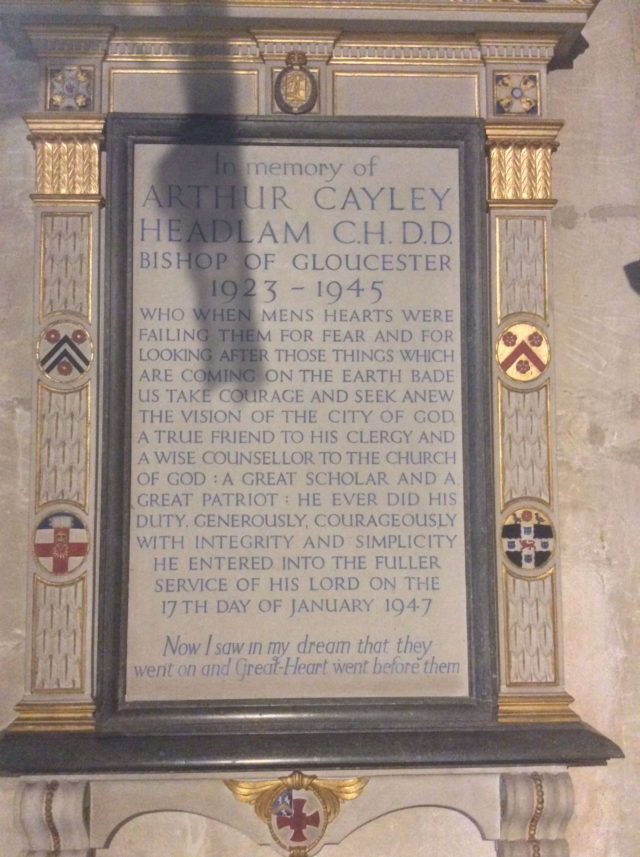 In memory of
ARTHUR CAYLEY
HEADLAM C.H. D.D.
BISHOP OF GLOUCESTER
1923 – 1945
WHO WHEN MENS HEARTS WERE
FAILING THEM FOR FEAR AND FOR
LOOKING AFTER THOSE THINGS WHICH
ARE COMING ON THE EARTH BADE
US TAKE COURAGE AND SEEK ANEW
THE VISION OF THE CITY OF GOD.
A TRUE FRIEND TO HIS CLERGY AND
A WISE COUNSELLOR TO THE CHURCH
OF GOD : A GREAT SCHOLAR AND A
GREAT PATRIOT : HE EVER DID HIS
DUTY, GENEROUSLY, COURAGEOUSLY
WITH INTEGRITY AND SIMPLICITY
HE ENTERED INTO THE FULLER
SERVICE OF HIS LORD ON THE
17TH DAY OF JANUARY 1947
Now I saw in my dream that they
went on and Great-Heart went before them